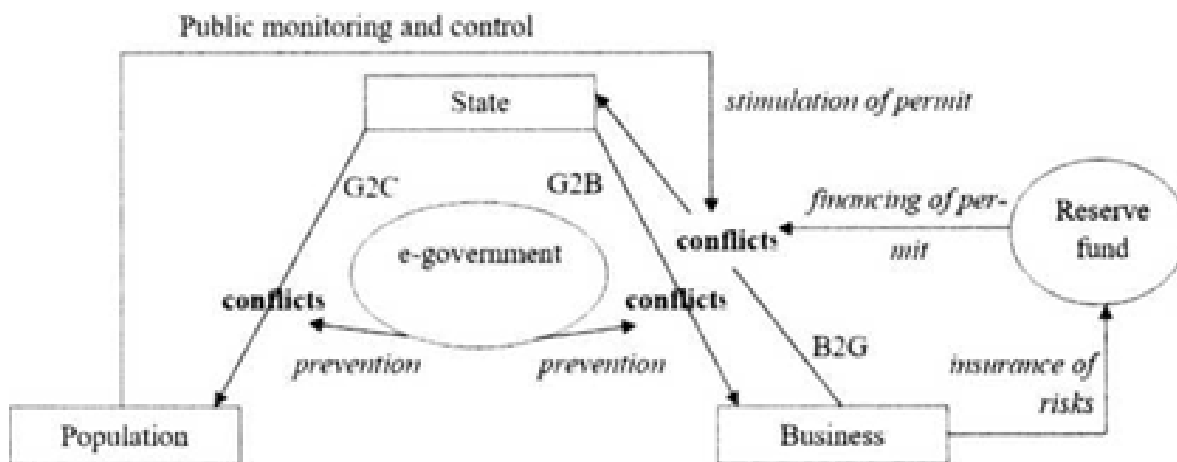 Public monitoring and control
State
stimulation of permit
G2C
G2B
financing of per-
mit
Reserve
fund
conflicts
e-government
conflicts
conflicts
prevention
prevention
B2G
insurance of
risks
Population
Business